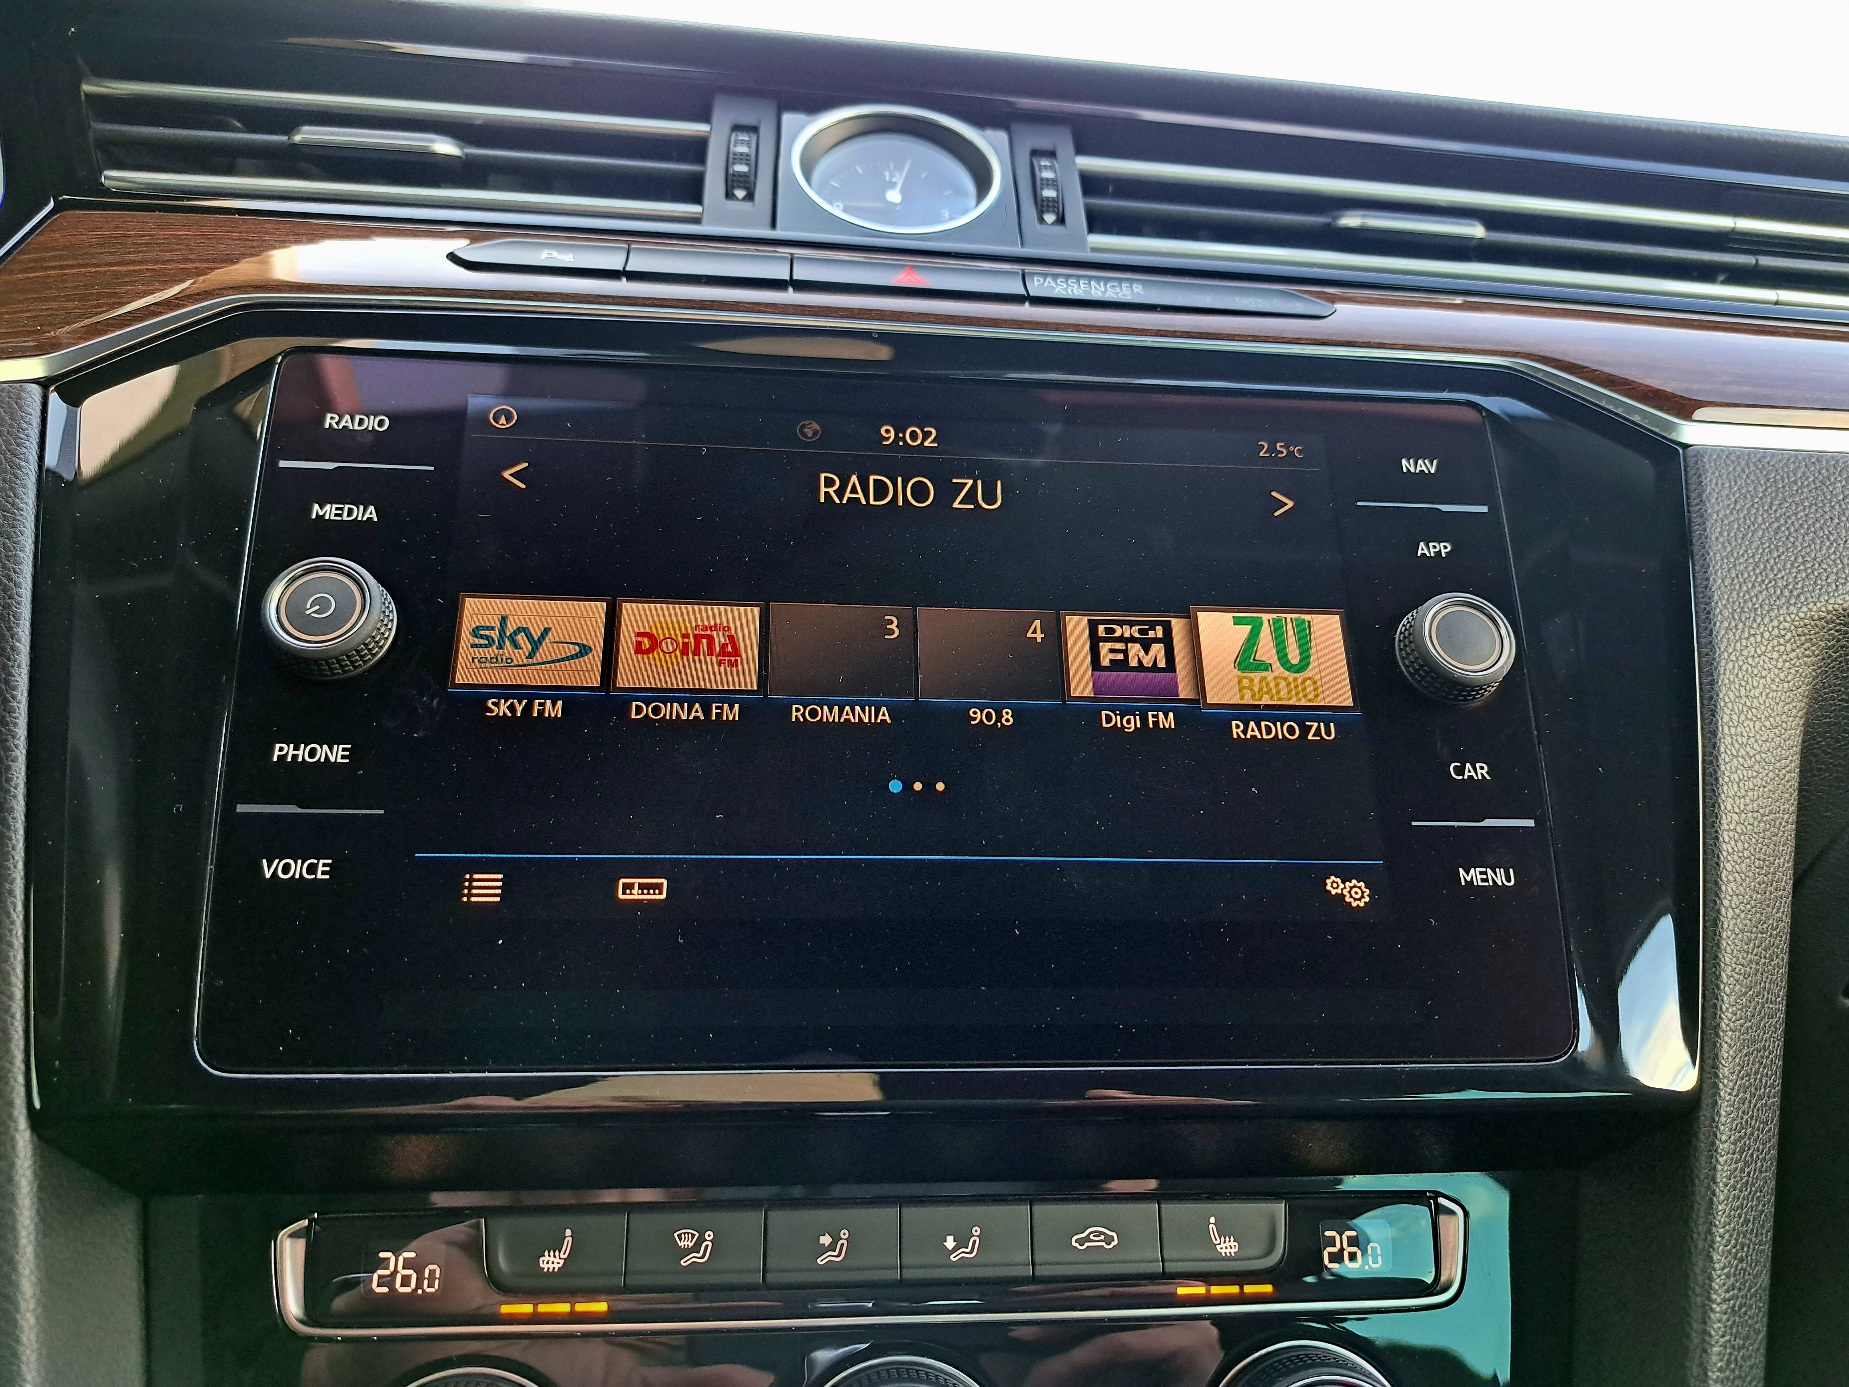 12
3
PASSENGER
AIR BAG
RADIO
MEDIA
PHONE
VOICE
9:02
2.5°C
RADIO ZU
sky
radio
SKY FM
radio
DOINA
FM
DOINA FM
3
ROMANIA
4
90,8
DIGI
FM
Digi FM
ZU
RADIO
RADIO ZU
NAV
APP
CAR
MENU
26.0
26.0